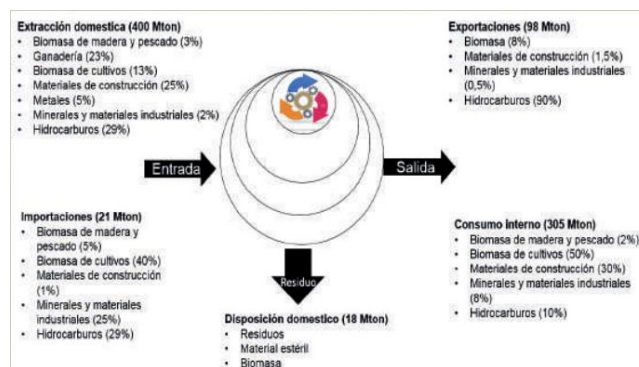 Extracción domestica (400 Mton)
• Biomasa de madera y pescado (3%)
• Ganadería (23%)
• Biomasa de cultivos (13%)
• Materiales de construcción (25%)
• Metales (5%)
• Minerales y materiales industriales (2%)
• Hidrocarburos (29%)
Exportaciones (98 Mton)
• Biomasa (8%)
• Materiales de construcción (1,5%)
• Minerales y materiales industriales
(0,5%)
• Hidrocarburos (90%)
Entrada
Salida
Importaciones (21 Mton)
• Biomasa de madera y
pescado (5%)
• Biomasa de cultivos (40%)
• Materiales de construcción
(1%)
• Minerales y materiales
industriales (25%)
• Hidrocarburos (29%)
Residuo
Disposición domestico (18 Mton)
• Residuos
• Material estéril
• Biomasa
Consumo interno (305 Mton)
• Biomasa de madera y pescado (2%)
• Biomasa de cultivos (50%)
• Materiales de construcción (30%)
• Minerales y materiales industriales
(8%)
• Hidrocarburos (10%)